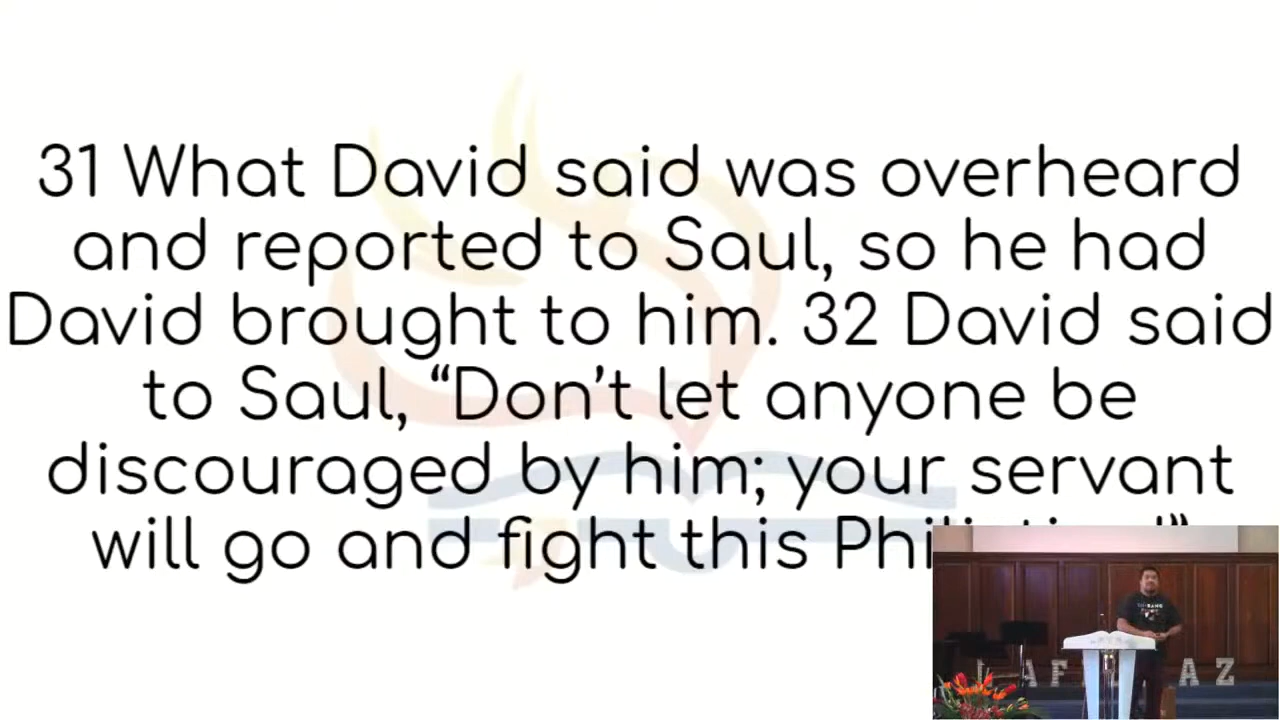 31 What David said was overheard
and reported to Saul, so he had
David brought to him. 32 David said
to Saul, “Don’t let anyone be
discouraged by him; your servant
will go and fight this
A F
A Z